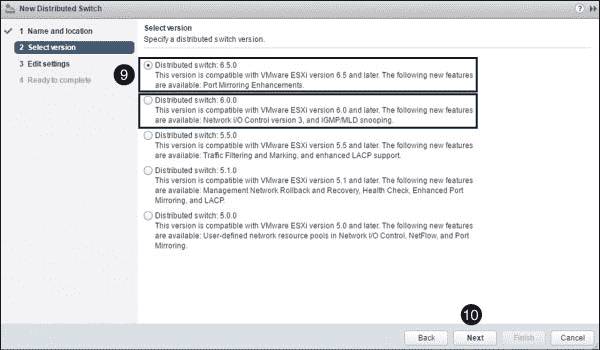 New Distributed Switch
1 Name and location
2 Select version
3 Edit settings
4 Ready to complete
Select version
Specify a distributed switch version.
9
Distributed switch: 6.5.0
This version is compatible with VMware ESXi version 6.5 and later. The following new features
are available: Port Mirroring Enhancements.
Distributed switch: 6.0.0
This version is compatible with VMware ESXi version 6.0 and later. The following new features
are available: Network I/O Control version 3, and IGMP/MLD snooping.
Distributed switch: 5.5.0
This version is compatible with VMware ESXi version 5.5 and later. The following new features
are available: Traffic Filtering and Marking, and enhanced LACP support.
Distributed switch: 5.1.0
This version is compatible with VMware ESXi version 5.1 and later. The following new features
are available: Management Network Rollback and Recovery, Health Check, Enhanced Port
Mirroring, and LACP.
Distributed switch: 5.0.0
This version is compatible with VMware ESXi version 5.0 and later. The following new features
are available: User-defined network resource pools in Network I/O Control, NetFlow, and Port
Mirroring.
10
Back Next Finish Cancel